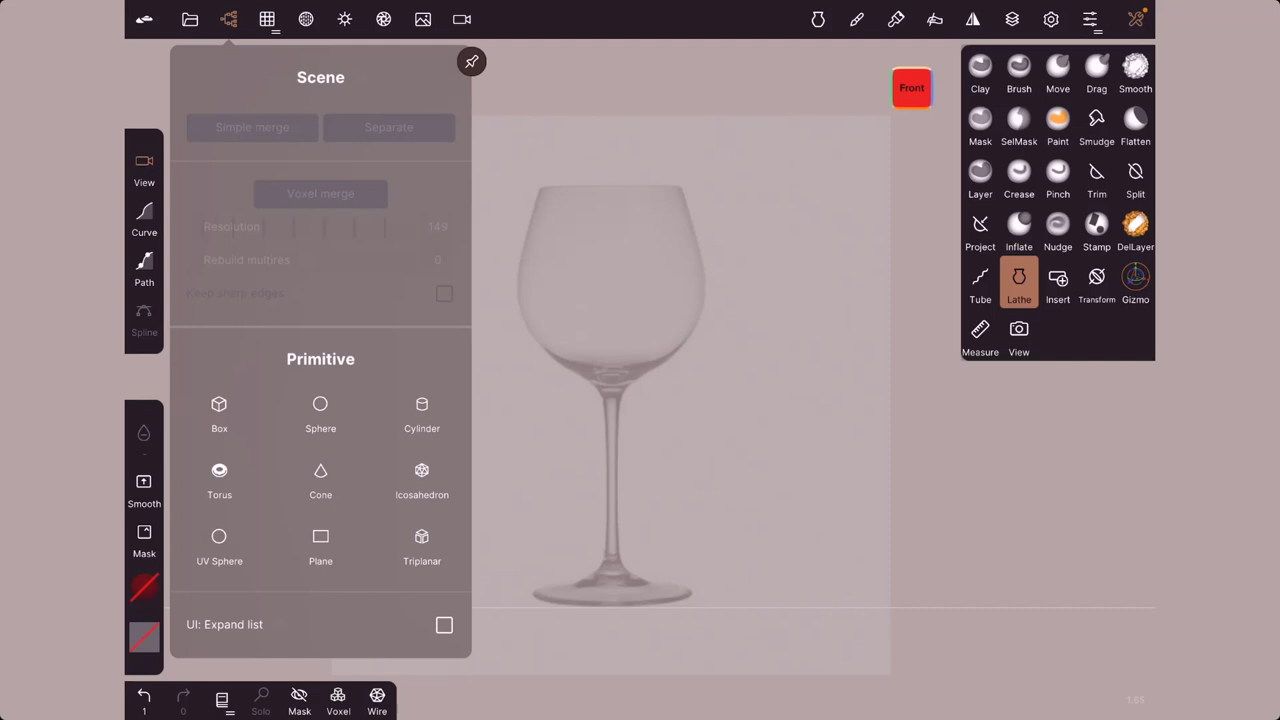 Scene
Simple merge
Separate
Voxel merge
Resolution 149
Rebuild multires 0
Keep sharp edges
Primitive
Box
Sphere
Cylinder
Torus
Cone
Icosahedron
UV Sphere
Plane
Triplanar
UI: Expand list
View
Curve
Path
Spline
-
Smooth
Mask
1
0
Solo
Mask
Voxel
Wire
Front
Clay
Brush
Move
Drag
Smooth
Mask
SelMask
Paint
Smudge
Flatten
Layer
Crease
Pinch
Trim
Split
Project
Inflate
Nudge
Stamp
DelLayer
Tube
Lathe
Insert
Transform
Gizmo
Measure
View
1.65